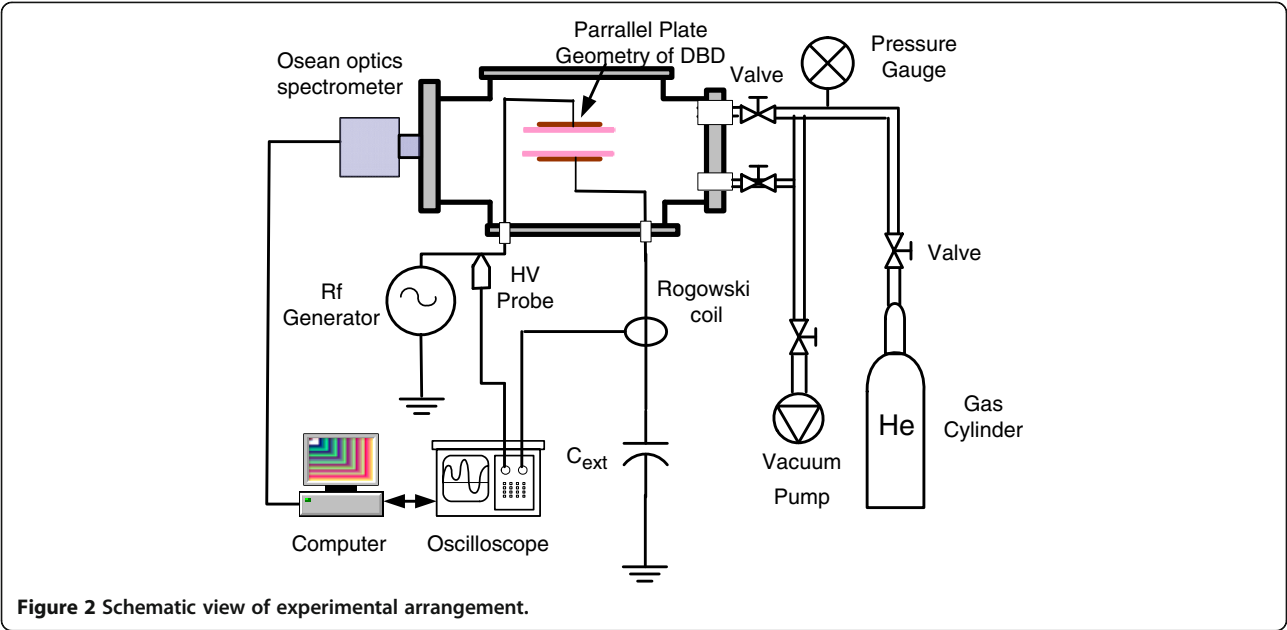 Parrallel Plate
Geometry of DBD
Osean optics
spectrometer
Valve
Pressure
Gauge
Valve
Rf
Generator
HV
Probe
Rogowski
coil
He
Gas
Cylinder
C_ext
Vacuum
Pump
Computer
Oscilloscope
Figure 2 Schematic view of experimental arrangement.